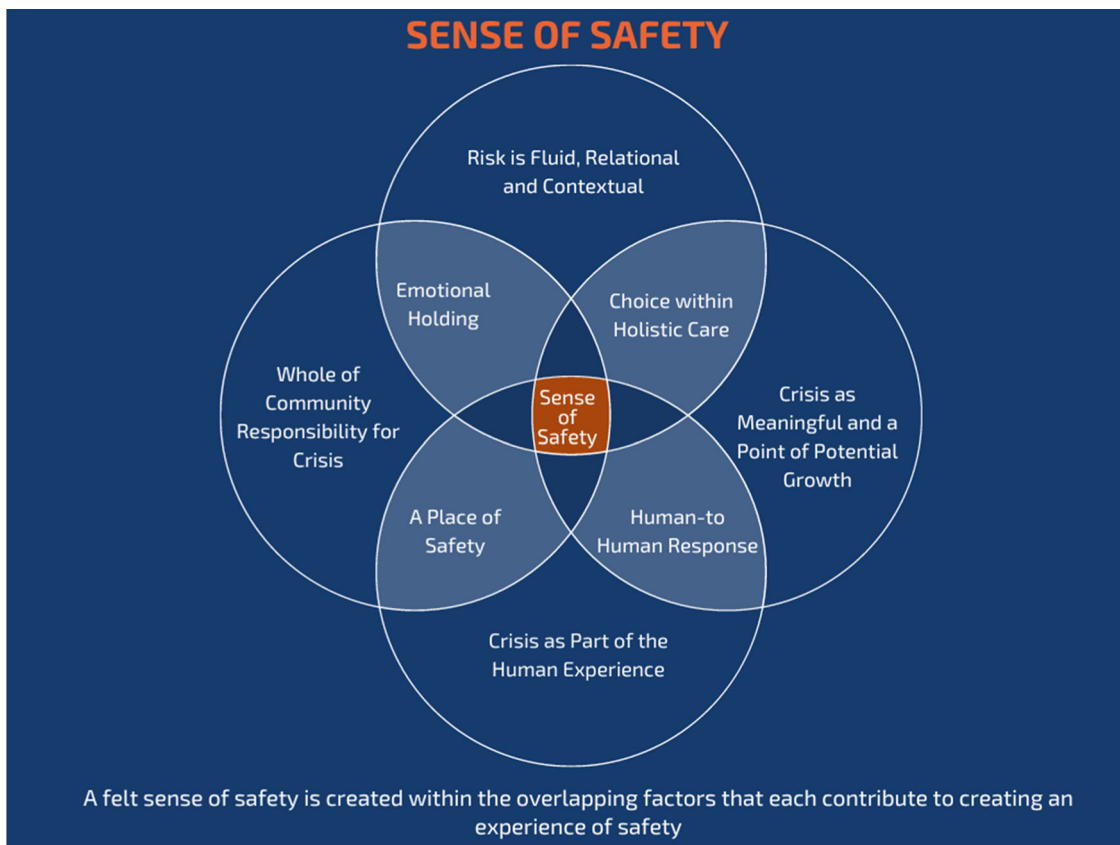 SENSE OF SAFETY
Risk is Fluid, Relational
and Contextual
Emotional
Holding
Choice within
Holistic Care
Whole of
Community
Responsibility for
Crisis
Sense
of
Safety
Crisis as
Meaningful and a
Point of Potential
Growth
A Place of
Safety
Human-to
Human Response
Crisis as Part of the
Human Experience
A felt sense of safety is created within the overlapping factors that each contribute to creating an
experience of safety